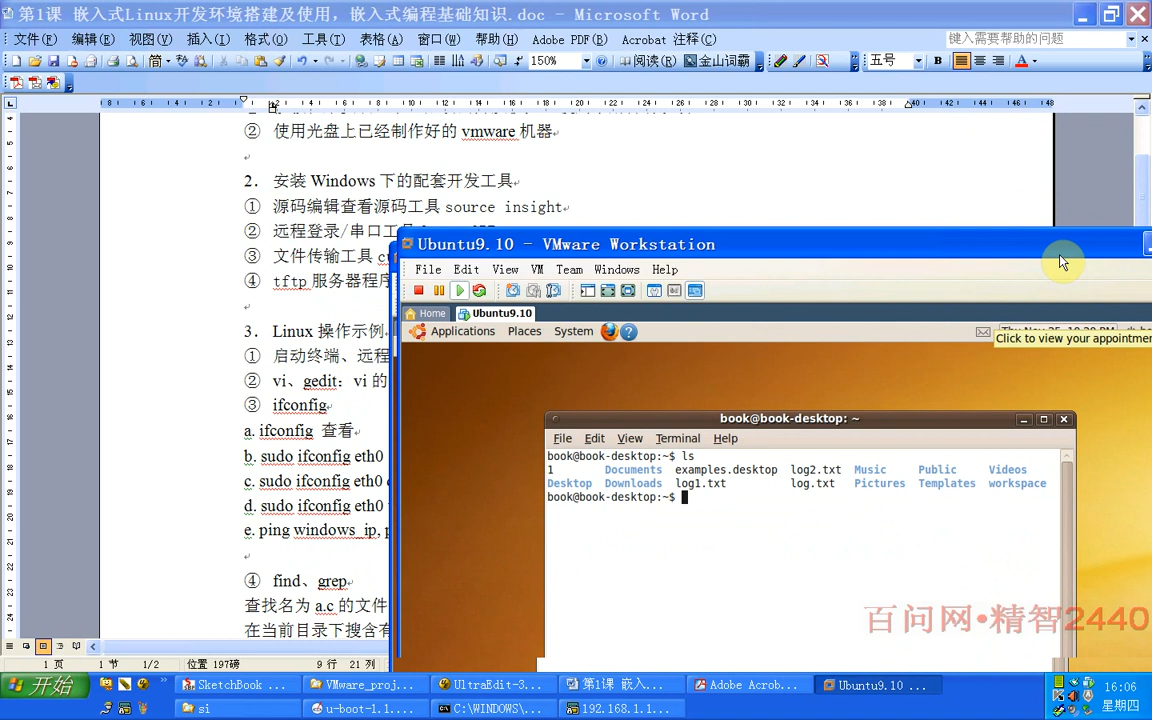 第1课 嵌入式Linux开发环境搭建及使用，嵌入式编程基础知识.doc - Microsoft Word
文件(F) 编辑(E) 视图(V) 插入(I) 格式(O) 工具(T) 表格(A) 窗口(W) 帮助(H) Adobe PDF(B) Acrobat 注释(C) 键入需要帮助的问题
150% 阅读(R) 金山词霸 五号 B A
② 使用光盘上已经制作好的 vmware 机器
2． 安装 Windows 下的配套开发工具
① 源码编辑查看源码工具 source insight
② 远程登录/串口工具
③ 文件传输工具
④ tftp 服务器程序
3． Linux 操作示例
① 启动终端、远程
② vi、gedit：vi 的
③ ifconfig
a. ifconfig 查看
b. sudo ifconfig eth0
c. sudo ifconfig eth0
d. sudo ifconfig eth0
e. ping windows_ip,
④ find、grep
查找名为 a.c 的文件
在当前目录下搜含有
Ubuntu9.10 - VMware Workstation
File Edit View VM Team Windows Help
Home Ubuntu9.10
Applications Places System
Click to view your appointmen
book@book-desktop: ~
File Edit View Terminal Help
book@book-desktop:~$ ls
1 Documents examples.desktop log2.txt Music Public Videos
Desktop Downloads log1.txt log.txt Pictures Templates workspace
book@book-desktop:~$
百问网•精智2440
1 页 1 节 1/2 位置 197磅 9 行 21 列
开始 SketchBook ... VMware_proj... UltraEdit-3... 第1课 嵌入... Adobe Acrob... Ubuntu9.10 ... 16:06
si u-boot-1.1.... C:\WINDOWS\... 192.168.1.1... 星期四